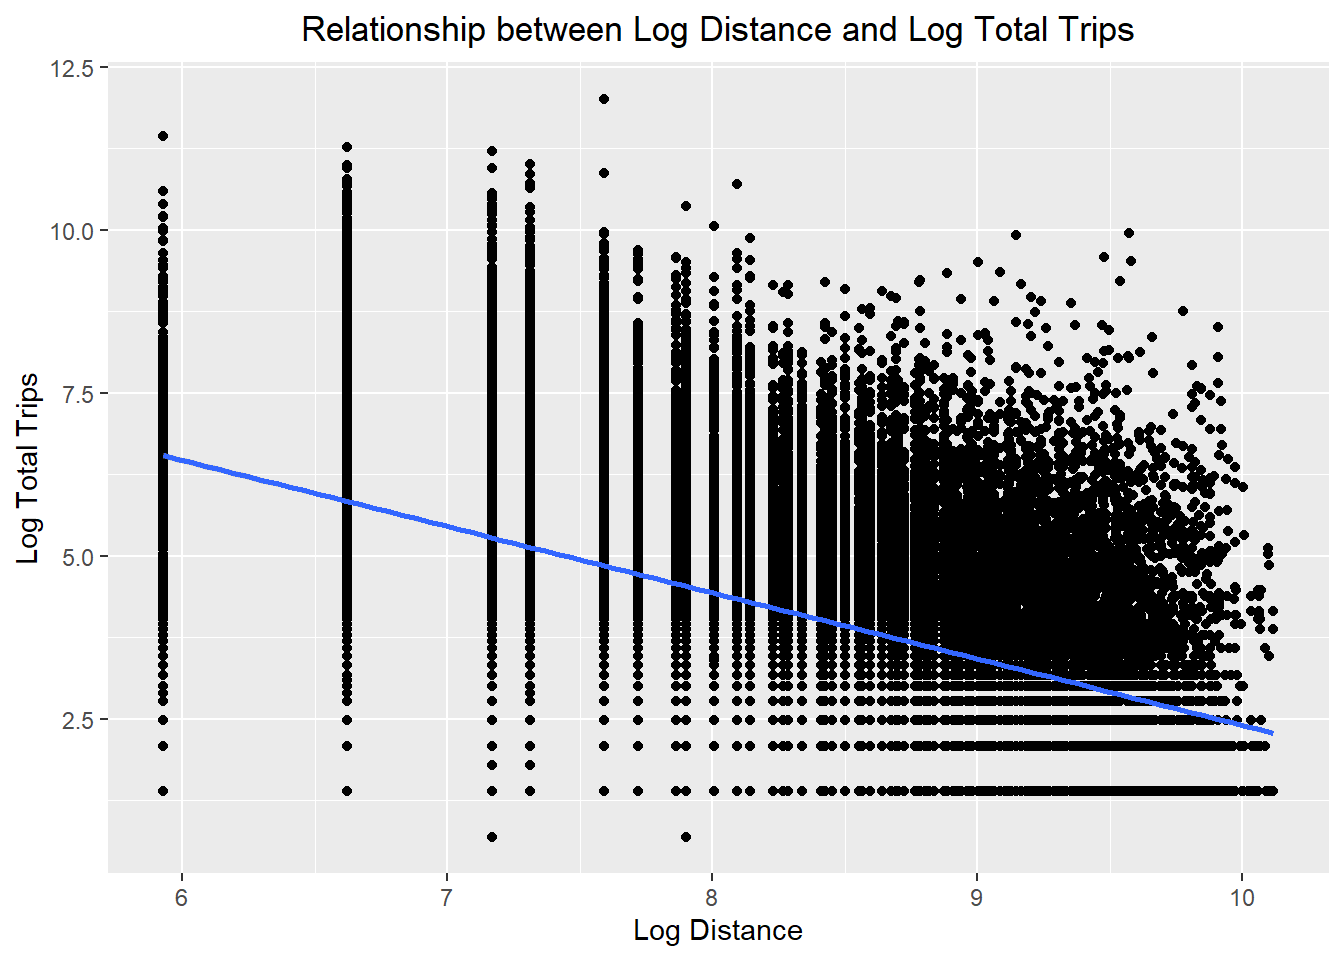 Relationship between Log Distance and Log Total Trips
12.5
10.0
7.5
5.0
2.5
Log Total Trips
6 7 8 9 10
Log Distance